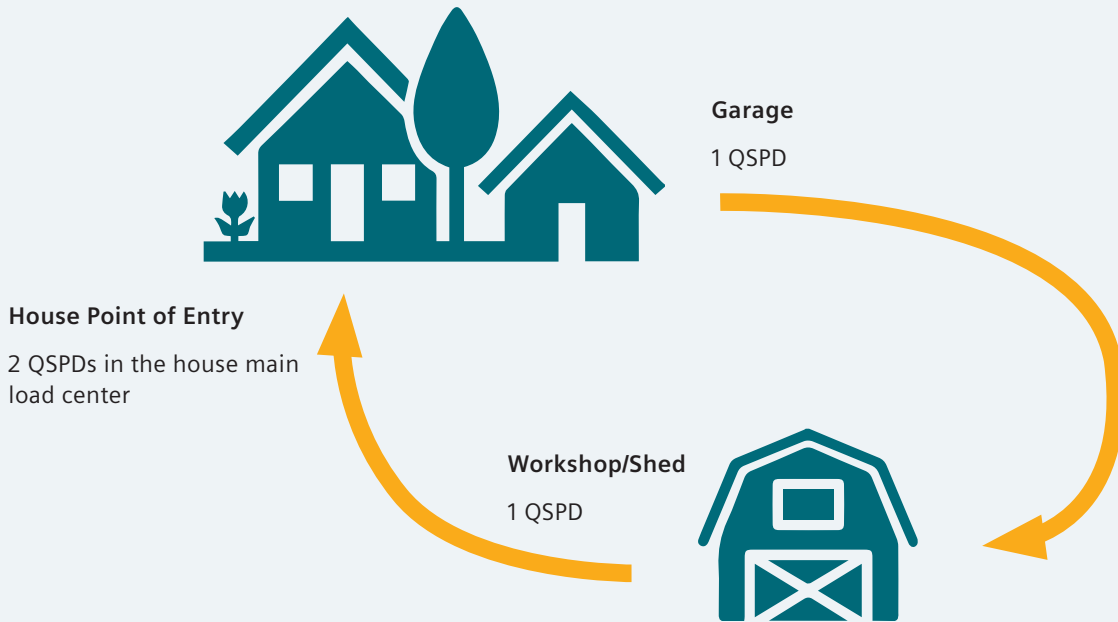 Garage
1 QSPD
House Point of Entry
2 QSPDs in the house main
load center
Workshop/Shed
1 QSPD